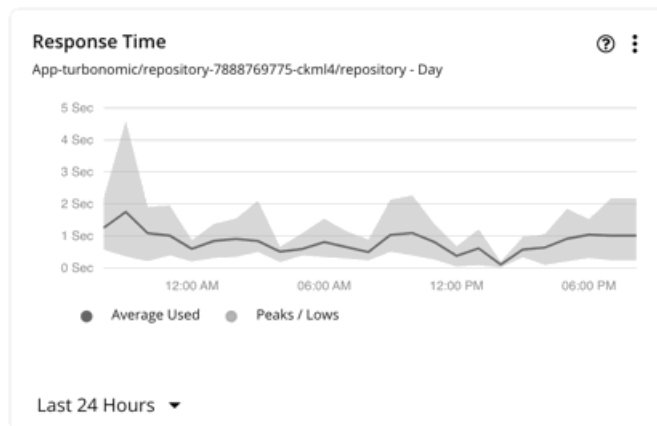 Response Time
App-turbonomic/repository-7888769775-ckml4/repository - Day
5 Sec
4 Sec
3 Sec
2 Sec
1 Sec
0 Sec
12:00 AM 06:00 AM 12:00 PM 06:00 PM
Average Used Peaks / Lows
Last 24 Hours